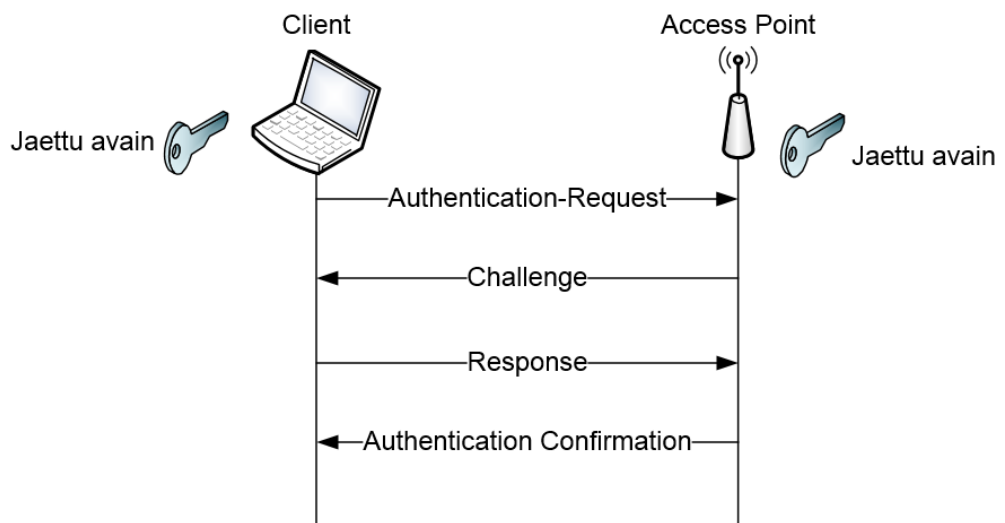 Client
Access Point
Jaettu avain
Jaettu avain
Authentication-Request
Challenge
Response
Authentication Confirmation